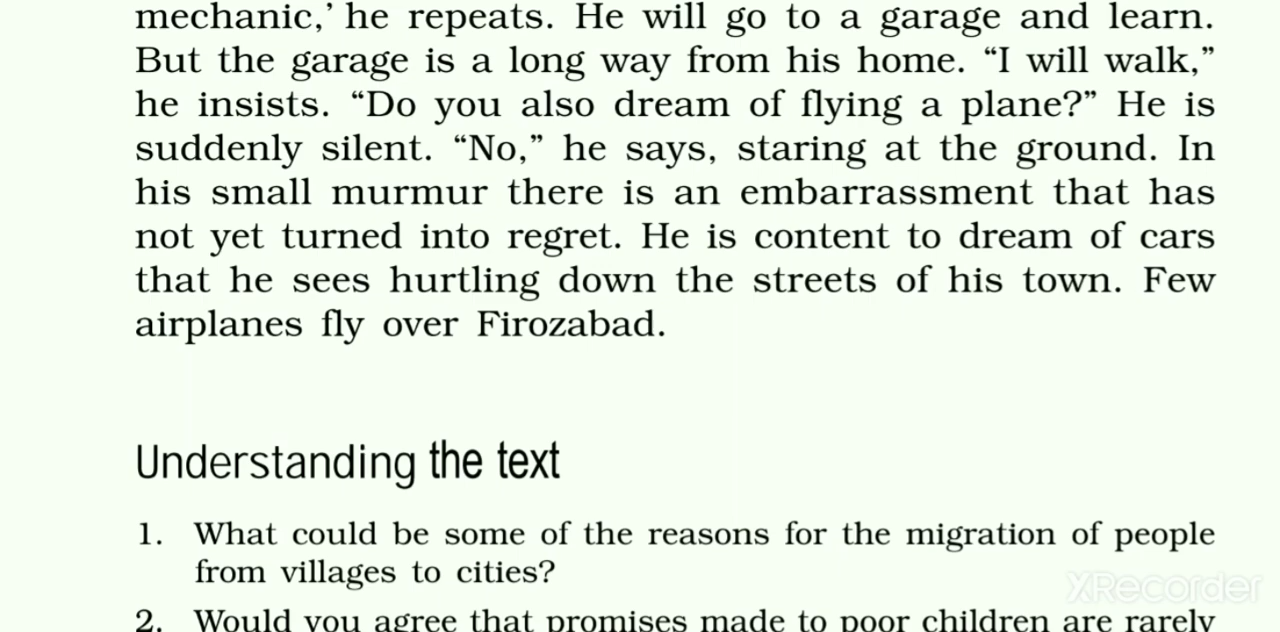 mechanic,’ he repeats. He will go to a garage and learn.
But the garage is a long way from his home. “I will walk,”
he insists. “Do you also dream of flying a plane?” He is
suddenly silent. “No,” he says, staring at the ground. In
his small murmur there is an embarrassment that has
not yet turned into regret. He is content to dream of cars
that he sees hurtling down the streets of his town. Few
airplanes fly over Firozabad.
Understanding the text
1. What could be some of the reasons for the migration of people
from villages to cities?
XRecorder
2. Would you agree that promises made to poor children are rarely